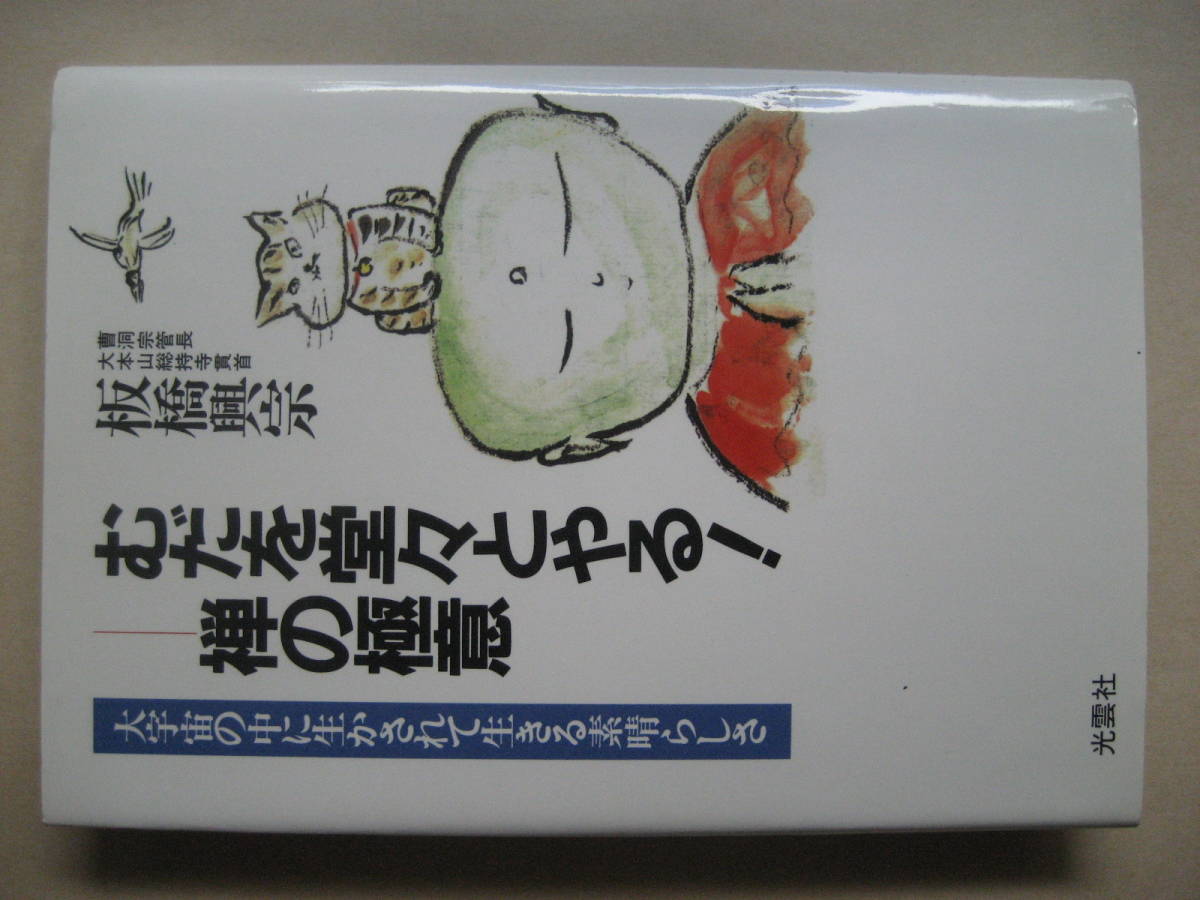 大宇宙の中に生かされて生きる素晴らしさ
むだを堂々とやる!
──禅の極意
曹洞宗管長
大本山総持寺貫首
板橋興宗
光雲社